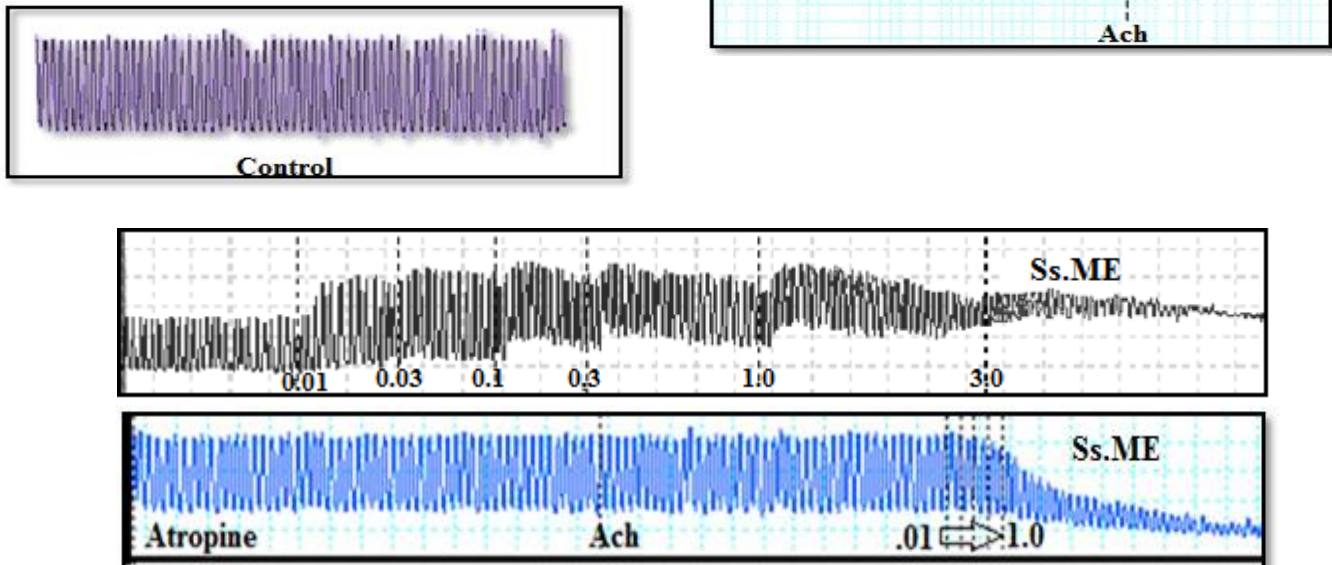 Ach
Control
Ss.ME
0.01 0.03 0.1 0.3 1.0 3.0
Ss.ME
Atropine Ach .01 1.0